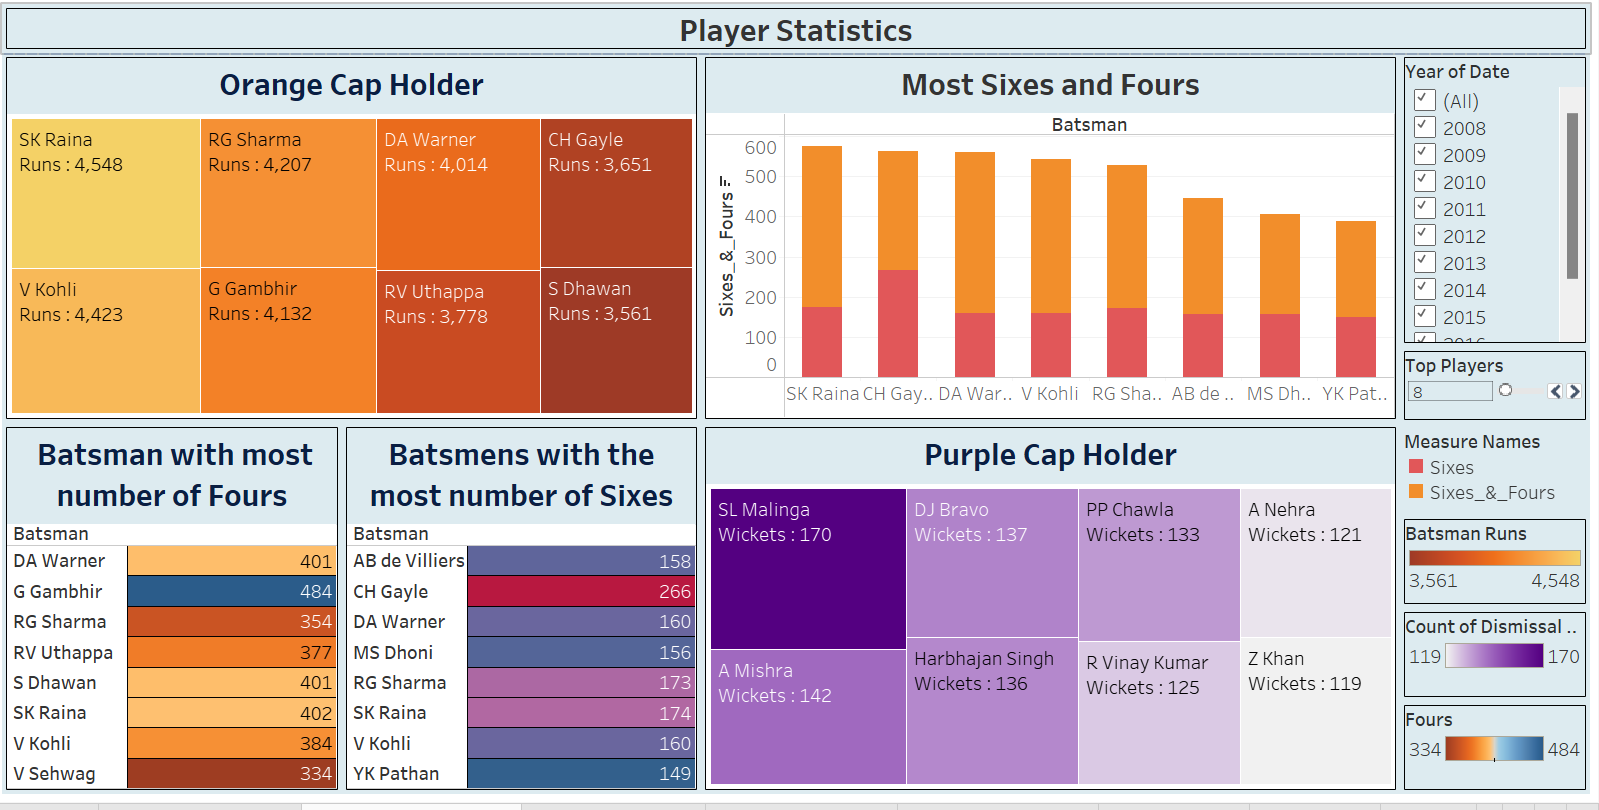 Player Statistics
Orange Cap Holder
SK Raina
Runs : 4,548
RG Sharma
Runs : 4,207
DA Warner
Runs : 4,014
CH Gayle
Runs : 3,651
V Kohli
Runs : 4,423
G Gambhir
Runs : 4,132
RV Uthappa
Runs : 3,778
S Dhawan
Runs : 3,561
Most Sixes and Fours
Batsman
Sixes_&_Fours
600
500
400
300
200
100
0
SK Raina CH Gay.. DA War.. V Kohli RG Sha.. AB de .. MS Dh.. YK Pat..
Year of Date
(All)
2008
2009
2010
2011
2012
2013
2014
2015
2016
Top Players
8
Measure Names
Sixes
Sixes_&_Fours
Batsman Runs
3,561 4,548
Count of Dismissal ..
119 170
Fours
334 484
Batsman with most
number of Fours
Batsman
DA Warner 401
G Gambhir 484
RG Sharma 354
RV Uthappa 377
S Dhawan 401
SK Raina 402
V Kohli 384
V Sehwag 334
Batsmens with the
most number of Sixes
Batsman
AB de Villiers 158
CH Gayle 266
DA Warner 160
MS Dhoni 156
RG Sharma 173
SK Raina 174
V Kohli 160
YK Pathan 149
Purple Cap Holder
SL Malinga
Wickets : 170
DJ Bravo
Wickets : 137
PP Chawla
Wickets : 133
A Nehra
Wickets : 121
A Mishra
Wickets : 142
Harbhajan Singh
Wickets : 136
R Vinay Kumar
Wickets : 125
Z Khan
Wickets : 119